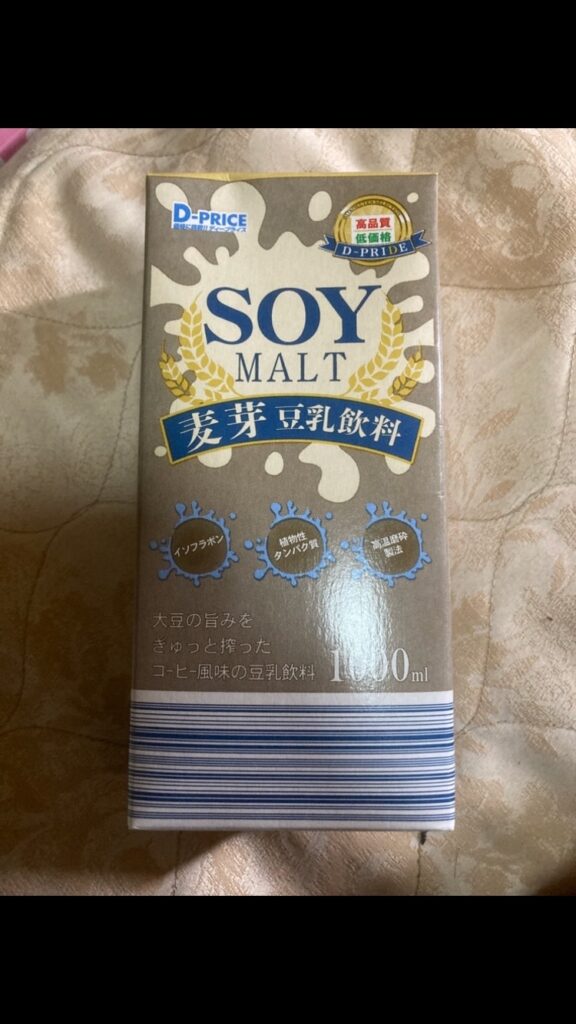 D-PRICE
高品質
低価格
D-PRIDE
SOY
MALT
麦芽 豆乳飲料
イソフラボン
植物性
タンパク質
高温磨砕
製法
大豆の旨みを
ぎゅっと搾った
コーヒー風味の豆乳飲料
1000ml